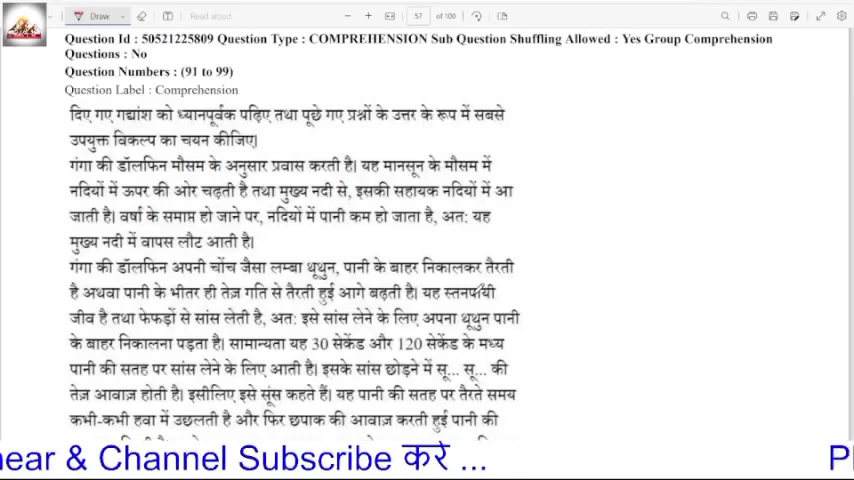 Draw
Read aloud
57 of 100
Question Id : 50521225809 Question Type : COMPREHENSION Sub Question Shuffling Allowed : Yes Group Comprehension
Questions : No
Question Numbers : (91 to 99)
Question Label : Comprehension
दिए गए गद्यांश को ध्यानपूर्वक पढ़िए तथा पूछे गए प्रश्नों के उत्तर के रूप में सबसे
उपयुक्त विकल्प का चयन कीजिए।
गंगा की डॉलफिन मौसम के अनुसार प्रवास करती है। यह मानसून के मौसम में
नदियों में ऊपर की ओर चढ़ती है तथा मुख्य नदी से, इसकी सहायक नदियों में आ
जाती है। वर्षा के समाप्त हो जाने पर, नदियों में पानी कम हो जाता है, अत: यह
मुख्य नदी में वापस लौट आती है।
गंगा की डॉलफिन अपनी चोंच जैसा लम्बा थूथुन, पानी के बाहर निकालकर तैरती
है अथवा पानी के भीतर ही तेज़ गति से तैरती हुई आगे बढ़ती है। यह स्तनपायी
जीव है तथा फेफड़ों से सांस लेती है, अत: इसे सांस लेने के लिए अपना थूथुन पानी
के बाहर निकालना पड़ता है। सामान्यता यह 30 सेकेंड और 120 सेकेंड के मध्य
पानी की सतह पर सांस लेने के लिए आती है। इसके सांस छोड़ने में सू... सू... की
तेज़ आवाज़ होती है। इसीलिए इसे सूंस कहते हैं। यह पानी की सतह पर तैरते समय
कभी-कभी हवा में उछलती है और फिर छपाक की आवाज़ करती हुई पानी की
near & Channel Subscribe करें ... Pl